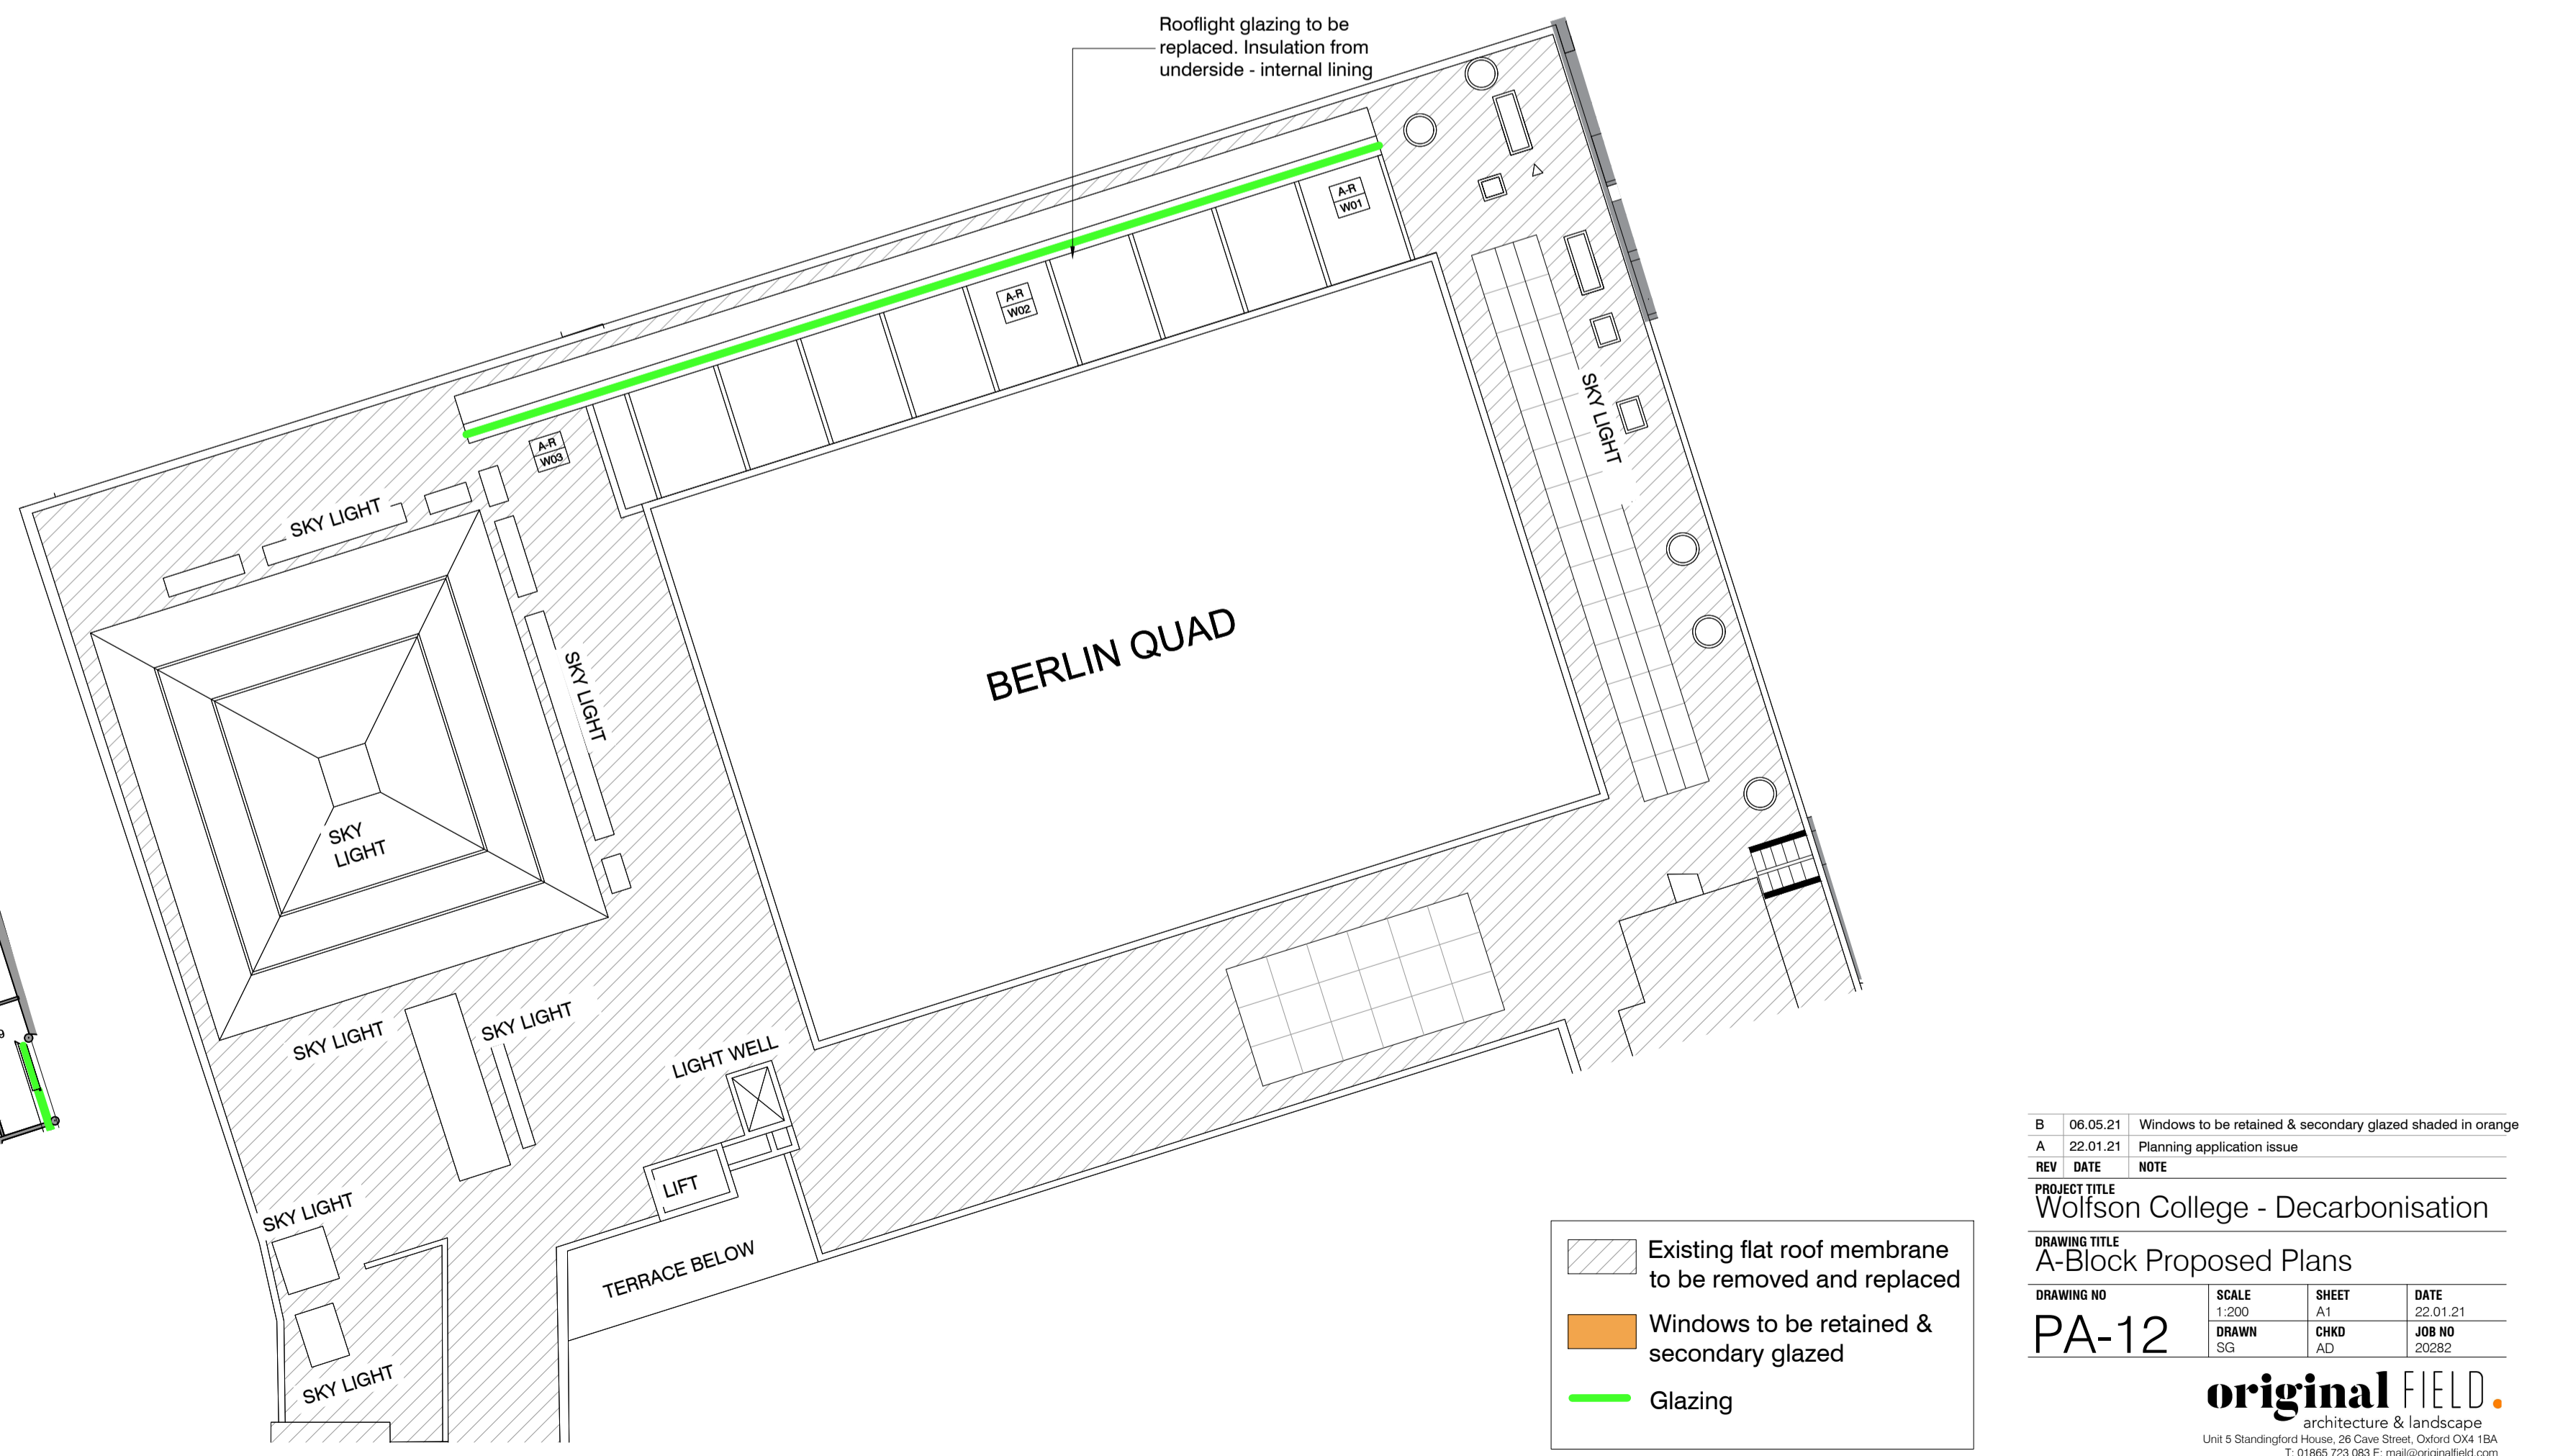 Rooflight glazing to be
replaced. Insulation from
underside - internal lining
A-R
W01
A-R
W02
A-R
W03
SKY LIGHT
SKY LIGHT
SKY LIGHT
BERLIN QUAD
SKY
LIGHT
SKY LIGHT
SKY LIGHT
LIGHT WELL
LIFT
SKY LIGHT
TERRACE BELOW
SKY LIGHT
Existing flat roof membrane
to be removed and replaced
Windows to be retained &
secondary glazed
Glazing
B 06.05.21 Windows to be retained & secondary glazed shaded in orange
A 22.01.21 Planning application issue
REV DATE NOTE
PROJECT TITLE
Wolfson College - Decarbonisation
DRAWING TITLE
A-Block Proposed Plans
DRAWING NO
PA-12
SCALE
1:200
SHEET
A1
DATE
22.01.21
DRAWN
SG
CHKD
AD
JOB NO
20282
original FIELD.
architecture & landscape
Unit 5 Standingford House, 26 Cave Street, Oxford OX4 1BA
T: 01865 723 083 E: mail@originalfield.com